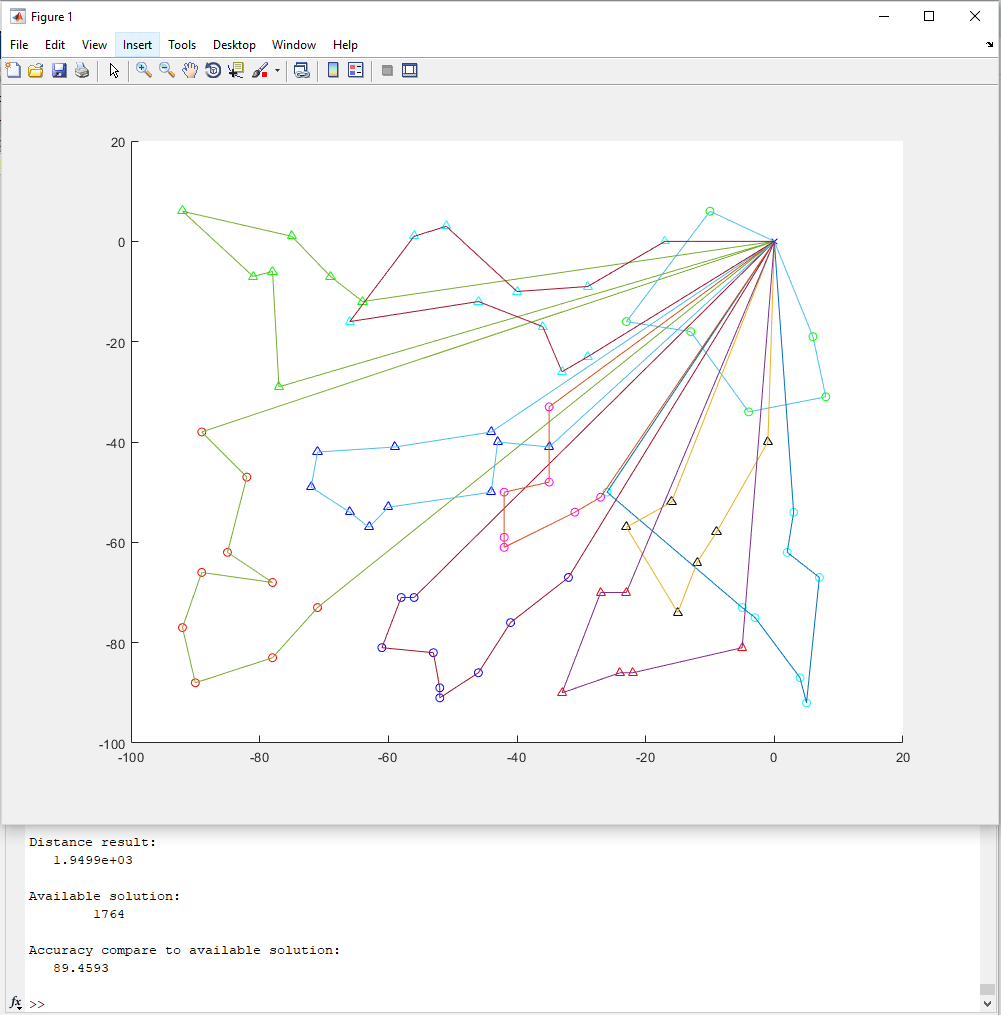 Figure 1
File Edit View Insert Tools Desktop Window Help
20
0
-20
-40
-60
-80
-100
-100 -80 -60 -40 -20 0 20
Distance result:
1.9499e+03
Available solution:
1764
Accuracy compare to available solution:
89.4593
fx >>